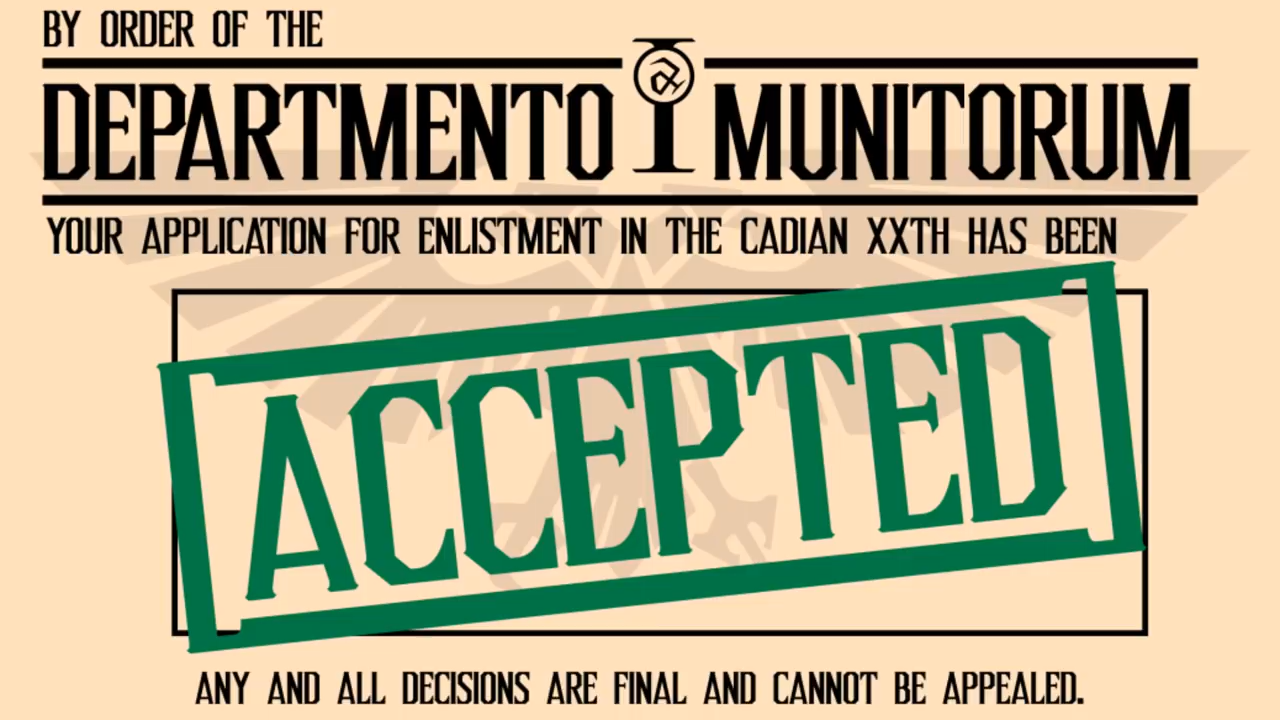 BY ORDER OF THE
DEPARTMENTO MUNITORUM
YOUR APPLICATION FOR ENLISTMENT IN THE CADIAN XXTH HAS BEEN
ACCEPTED
ANY AND ALL DECISIONS ARE FINAL AND CANNOT BE APPEALED.